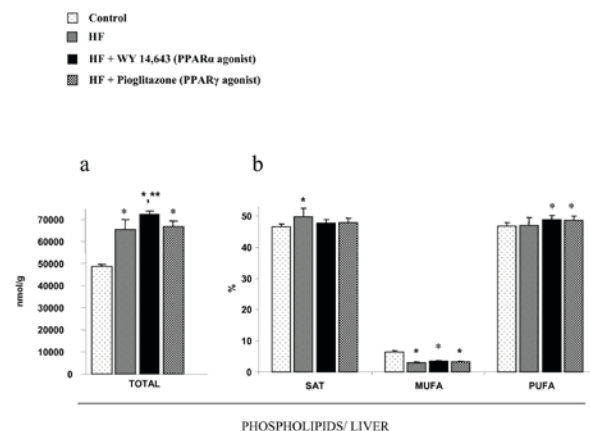 Control
HF
HF + WY 14,643 (PPARα agonist)
HF + Pioglitazone (PPARγ agonist)
a
b
* ** ,
* *
70000
60000
50000
40000
30000
20000
10000
0
nmol/g
TOTAL
*
* * *
* *
50
40
30
20
10
0
%
SAT MUFA PUFA
PHOSPHOLIPIDS/ LIVER